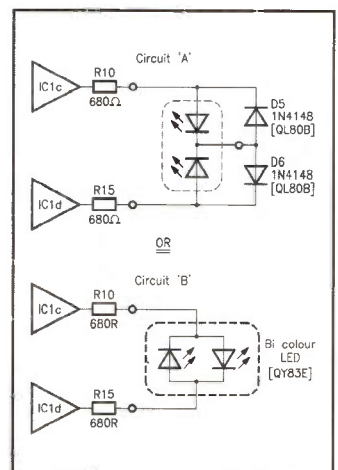 Circuit 'A'
IC1c
R10
680Ω
D5
1N4148
[QL80B]
D6
1N4148
[QL80B]
IC1d
R15
680Ω
OR
Circuit 'B'
IC1c
R10
680R
Bi colour
LED
[QY83E]
IC1d
R15
680R